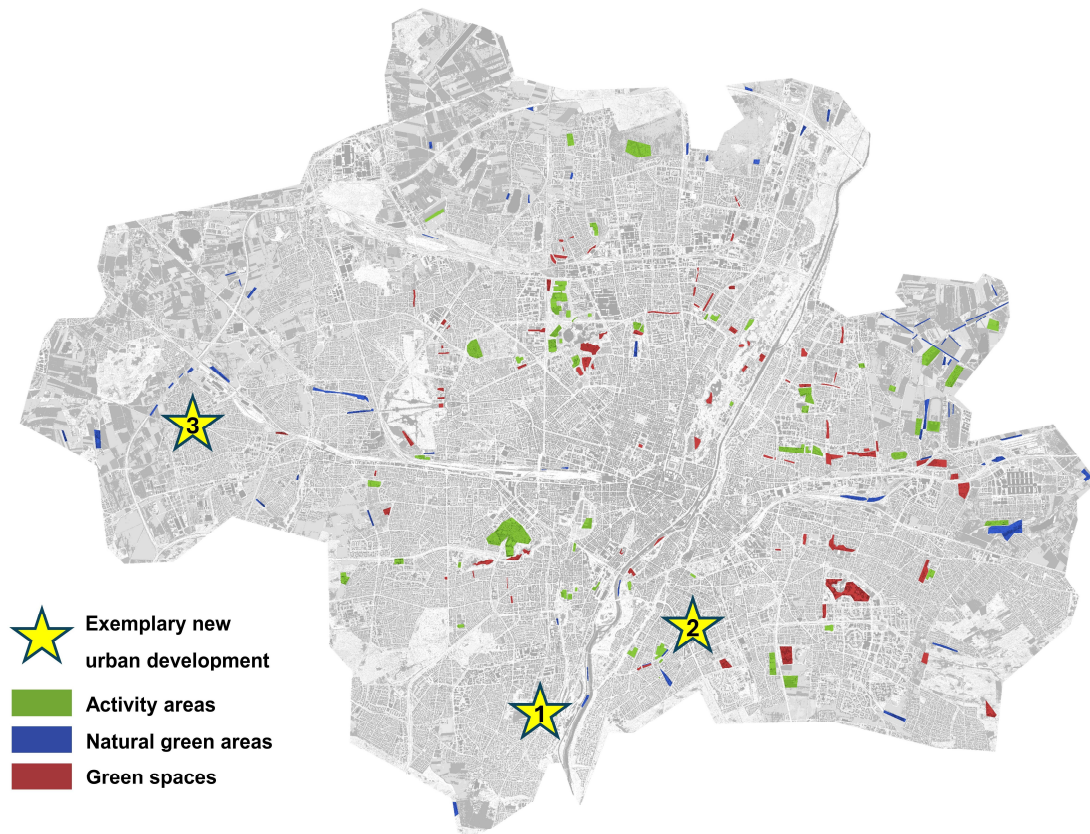 3
2
1
Exemplary new
urban development
Activity areas
Natural green areas
Green spaces